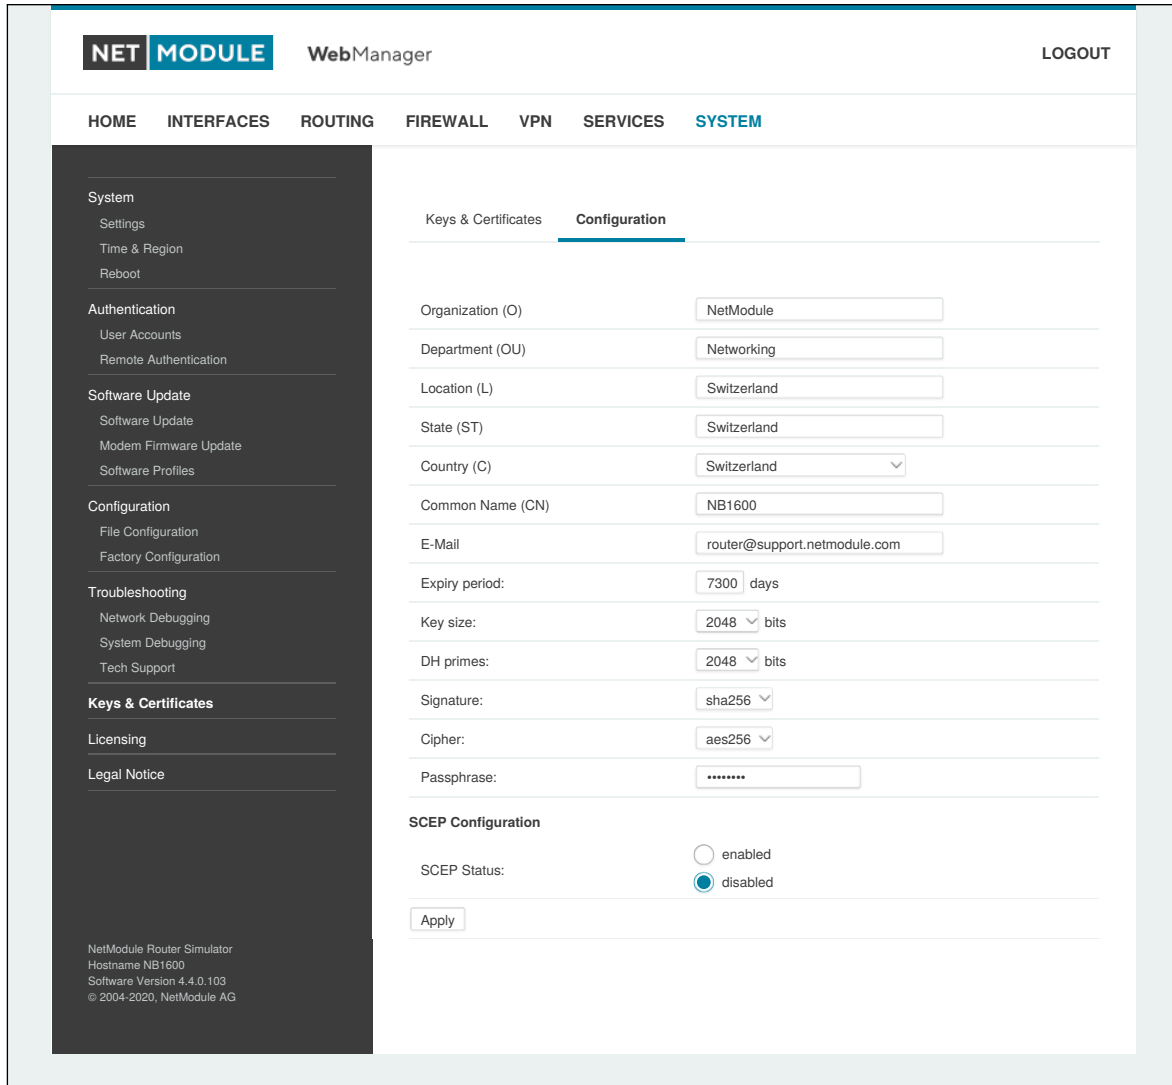 NET MODULE WebManager LOGOUT
HOME INTERFACES ROUTING FIREWALL VPN SERVICES SYSTEM
System
Settings
Time & Region
Reboot
Authentication
User Accounts
Remote Authentication
Software Update
Software Update
Modem Firmware Update
Software Profiles
Configuration
File Configuration
Factory Configuration
Troubleshooting
Network Debugging
System Debugging
Tech Support
Keys & Certificates
Licensing
Legal Notice
NetModule Router Simulator
Hostname NB1600
Software Version 4.4.0.103
© 2004-2020, NetModule AG
Keys & Certificates Configuration
Organization (O) NetModule
Department (OU) Networking
Location (L) Switzerland
State (ST) Switzerland
Country (C) Switzerland
Common Name (CN) NB1600
E-Mail router@support.netmodule.com
Expiry period: 7300 days
Key size: 2048 bits
DH primes: 2048 bits
Signature: sha256
Cipher: aes256
Passphrase: ••••••••
SCEP Configuration
SCEP Status: enabled
disabled
Apply